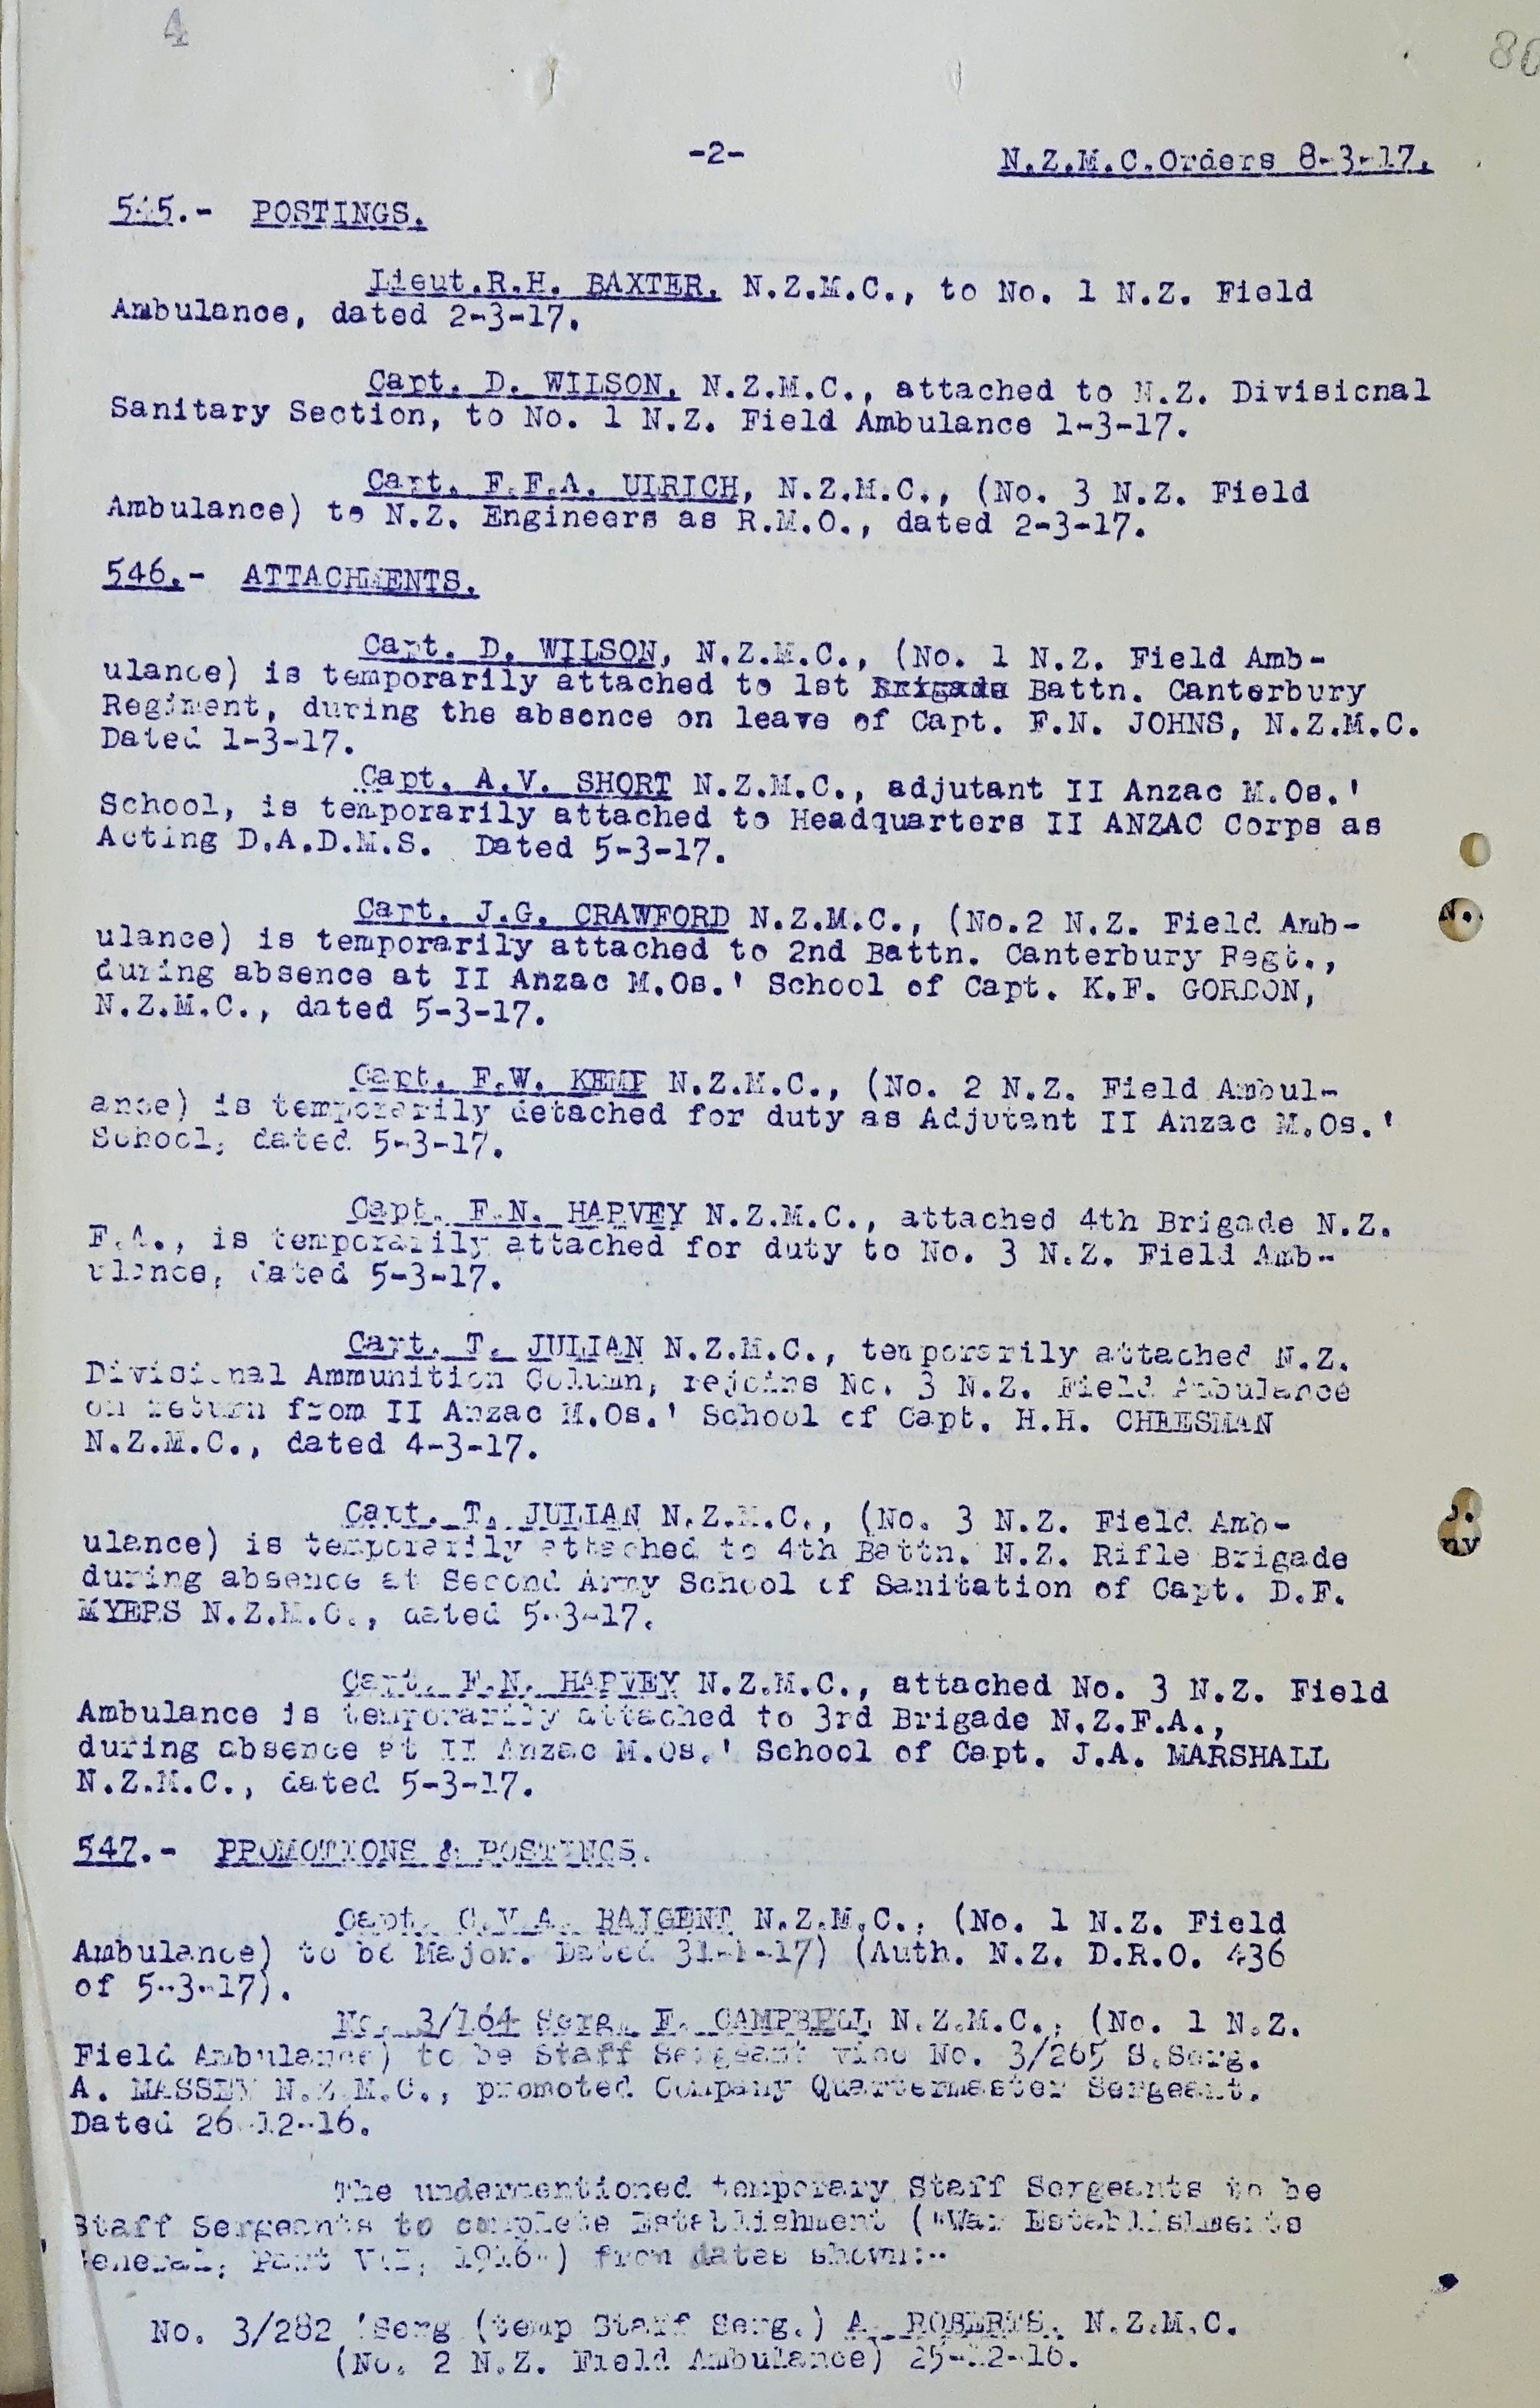 4
80
-2-
N.Z.M.C.Orders 8-3-17.
545.- POSTINGS.
Lieut.R.H. BAXTER, N.Z.M.C., to No. 1 N.Z. Field
Ambulance, dated 2-3-17.
Capt. D. WILSON, N.Z.M.C., attached to N.Z. Divisional
Sanitary Section, to No. 1 N.Z. Field Ambulance 1-3-17.
Capt. F.F.A. ULRICH, N.Z.M.C., (No. 3 N.Z. Field
Ambulance) to N.Z. Engineers as R.M.O., dated 2-3-17.
546.- ATTACHMENTS.
Capt. D. WILSON, N.Z.M.C., (No. 1 N.Z. Field Amb-
ulance) is temporarily attached to 1st Brigade Battn. Canterbury
Regiment, during the absence on leave of Capt. F.N. JOHNS, N.Z.M.C.
Dated 1-3-17.
Capt. A.V. SHORT N.Z.M.C., adjutant II Anzac M.Os.'
School, is temporarily attached to Headquarters II ANZAC Corps as
Acting D.A.D.M.S. Dated 5-3-17.
Capt. J.G. CRAWFORD N.Z.M.C., (No.2 N.Z. Field Amb-
ulance) is temporarily attached to 2nd Battn. Canterbury Regt.,
during absence at II Anzac M.Os.' School of Capt. K.F. GORDON,
N.Z.M.C., dated 5-3-17.
Capt. F.W. KEMP N.Z.M.C., (No. 2 N.Z. Field Ambul-
ance) is temporarily detached for duty as Adjutant II Anzac M.Os.'
School, dated 5-3-17.
Capt. F.N. HARVEY N.Z.M.C., attached 4th Brigade N.Z.
F.A., is temporarily attached for duty to No. 3 N.Z. Field Amb-
ulance, dated 5-3-17.
Capt. T. JULIAN N.Z.M.C., temporarily attached N.Z.
Divisional Ammunition Column, rejoins No. 3 N.Z. Field Ambulance
on return from II Anzac M.Os.' School of Capt. H.H. CHEESMAN
N.Z.M.C., dated 4-3-17.
Capt. T. JULIAN N.Z.M.C., (No. 3 N.Z. Field Amb-
ulance) is temporarily attached to 4th Battn. N.Z. Rifle Brigade
during absence at Second Army School of Sanitation of Capt. D.F.
MYERS N.Z.M.C., dated 5-3-17.
Capt. F.N. HARVEY N.Z.M.C., attached No. 3 N.Z. Field
Ambulance is temporarily attached to 3rd Brigade N.Z.F.A.,
during absence at II Anzac M.Os.' School of Capt. J.A. MARSHALL
N.Z.M.C., dated 5-3-17.
547.- PROMOTIONS & POSTINGS.
Capt. C.V.A. BAIGENT N.Z.M.C., (No. 1 N.Z. Field
Ambulance) to be Major. Dated 31-1-17) (Auth. N.Z. D.R.O. 436
of 5-3-17).
No. 3/164 Serg. F. CAMPBELL N.Z.M.C., (No. 1 N.Z.
Field Ambulance) to be Staff Sergeant vice No. 3/265 S.Serg.
A. MASSEY N.Z.M.C., promoted Company Quartermaster Sergeant.
Dated 26-12-16.
The undermentioned temporary Staff Sergeants to be
Staff Sergeants to complete Establishment ("War Establishments
General, Part VII, 1916") from dates shown:-
No. 3/282 'Serg (temp Staff Serg.) A. ROBERTS, N.Z.M.C.
(No. 2 N.Z. Field Ambulance) 25-12-16.
N.
ny